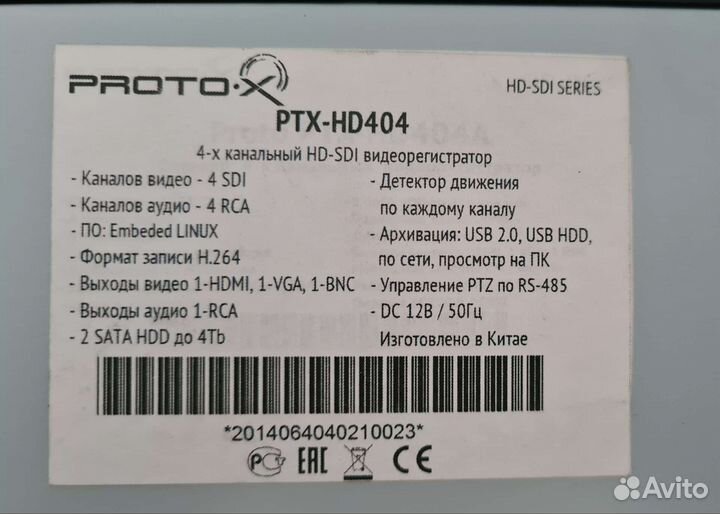 PROTO·X
HD-SDI SERIES
PTX-HD404
4-х канальный HD-SDI видеорегистратор
- Каналов видео - 4 SDI
- Каналов аудио - 4 RCA
- ПО: Embeded LINUX
- Формат записи H.264
- Выходы видео 1-HDMI, 1-VGA, 1-BNC
- Выходы аудио 1-RCA
- 2 SATA HDD до 4Tb
- Детектор движения
по каждому каналу
- Архивация: USB 2.0, USB HDD,
по сети, просмотр на ПК
- Управление PTZ по RS-485
- DC 12В / 50Гц
Изготовлено в Китае
*2014064040210023*
РСТ EAC CE
Avito